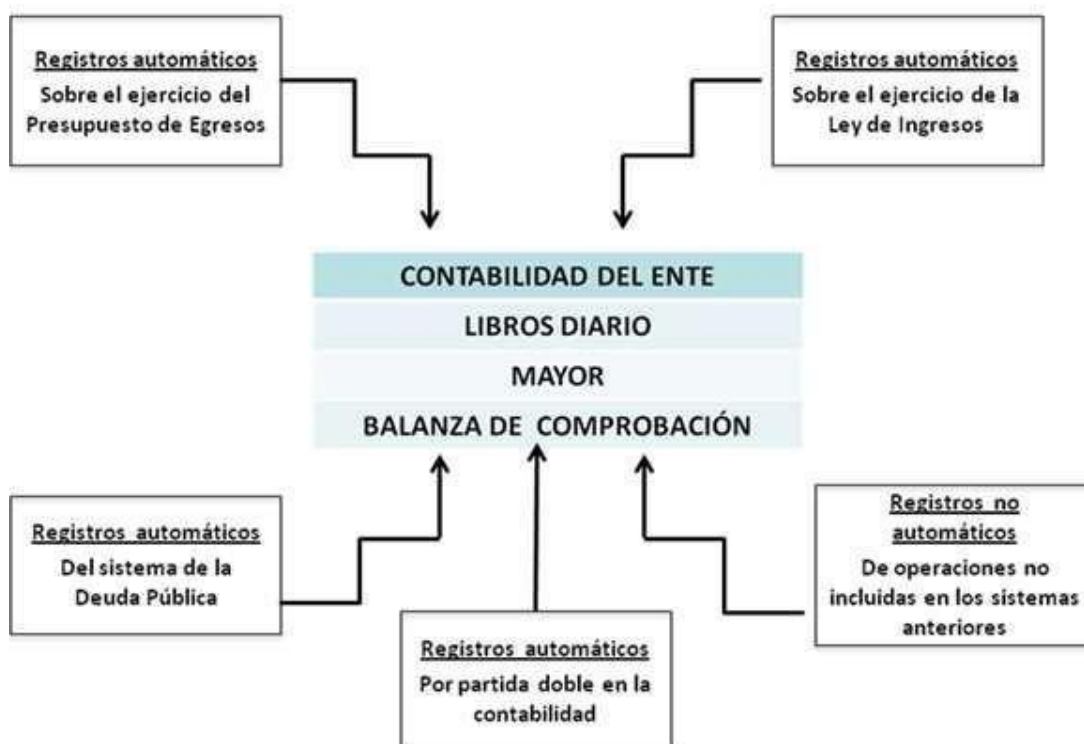 Registros automáticos
Sobre el ejercicio del
Presupuesto de Egresos
Registros automáticos
Sobre el ejercicio de la
Ley de Ingresos
CONTABILIDAD DEL ENTE
LIBROS DIARIO
MAYOR
BALANZA DE COMPROBACIÓN
Registros automáticos
Del sistema de la
Deuda Pública
Registros automáticos
Por partida doble en la
contabilidad
Registros no
automáticos
De operaciones no
incluidas en los sistemas
anteriores